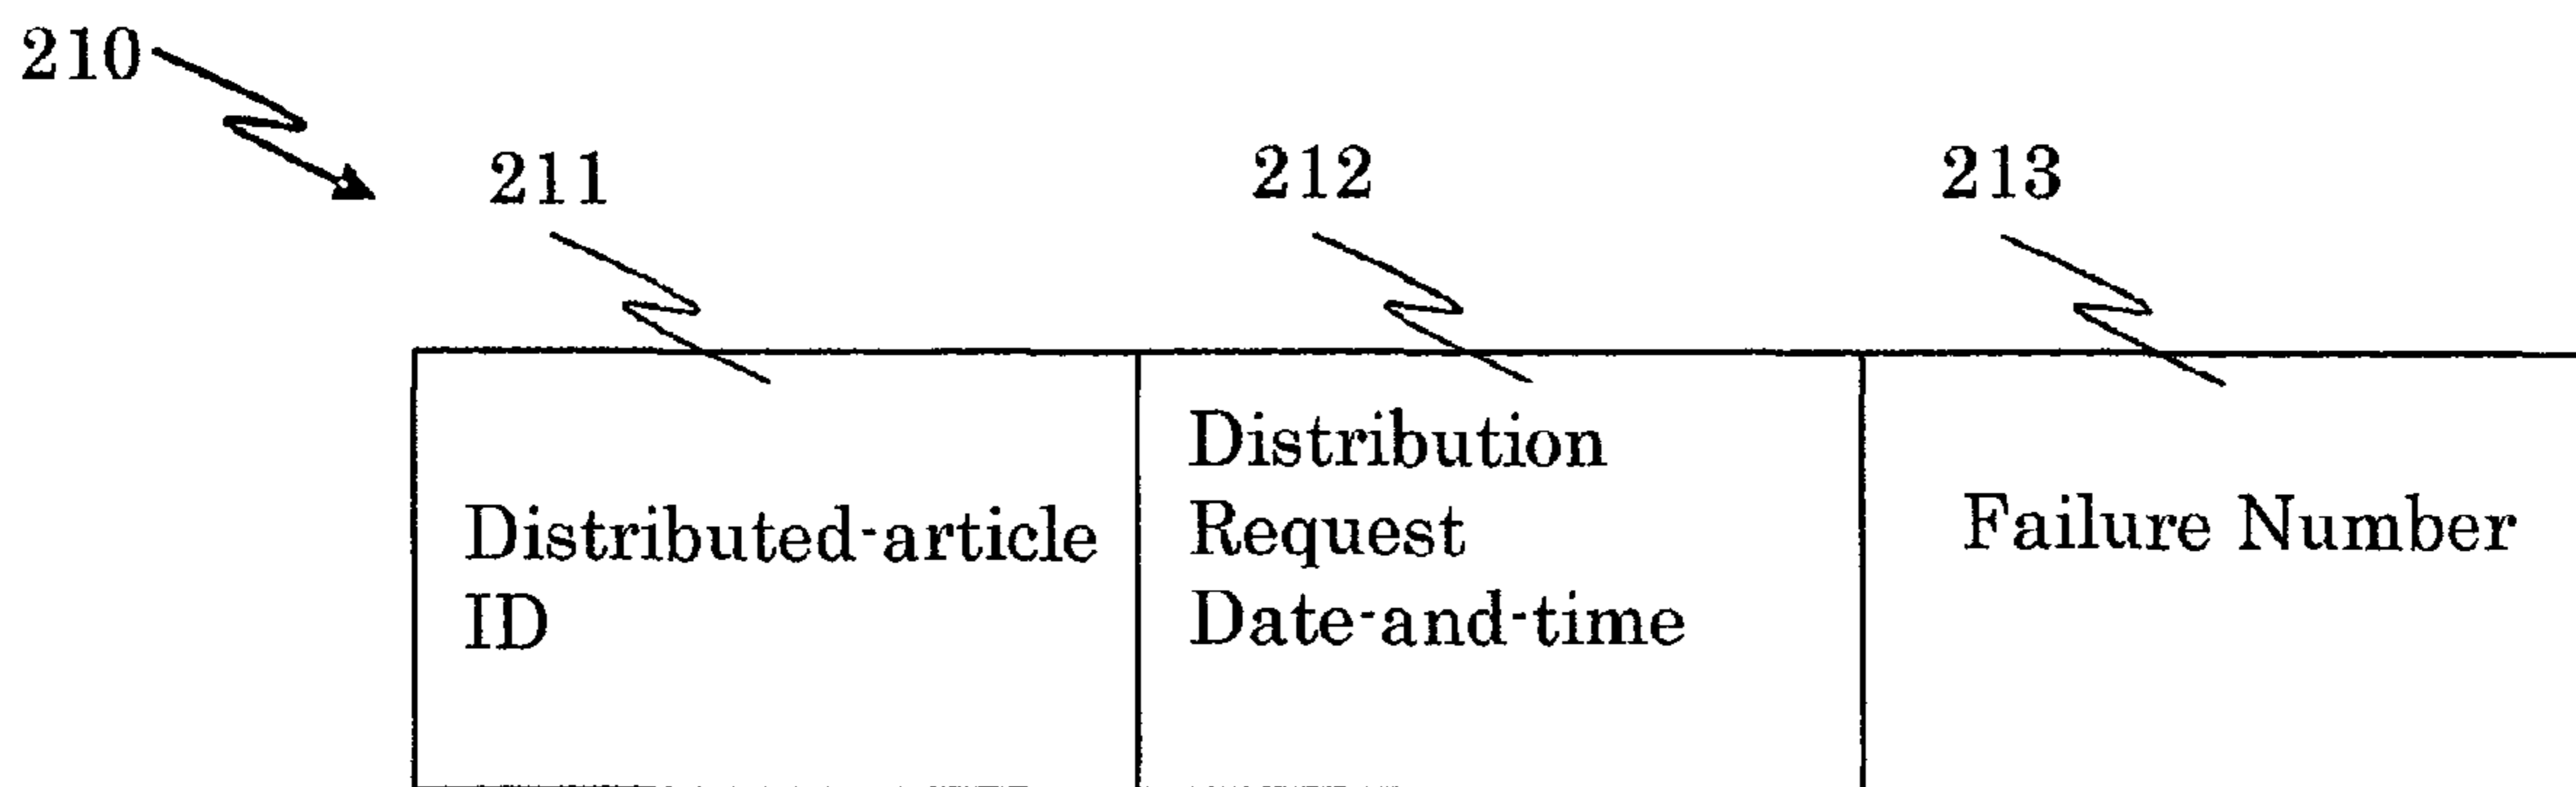 210
211
212
213
Distributed-article
ID
Distribution
Request
Date-and-time
Failure Number